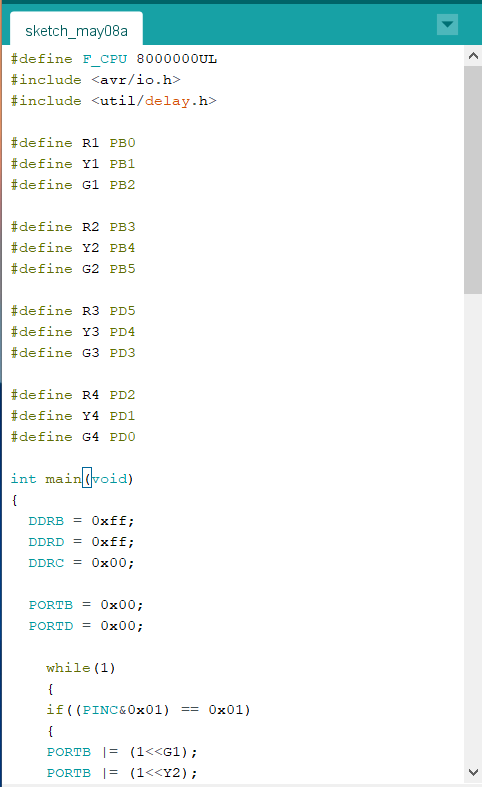 sketch_may08a
#define F_CPU 8000000UL
#include <avr/io.h>
#include <util/delay.h>
#define R1 PB0
#define Y1 PB1
#define G1 PB2
#define R2 PB3
#define Y2 PB4
#define G2 PB5
#define R3 PD5
#define Y3 PD4
#define G3 PD3
#define R4 PD2
#define Y4 PD1
#define G4 PD0
int main(void)
{
DDRB = 0xff;
DDRD = 0xff;
DDRC = 0x00;
PORTB = 0x00;
PORTD = 0x00;
while(1)
{
if((PINC&0x01) == 0x01)
{
PORTB |= (1<<G1);
PORTB |= (1<<Y2);